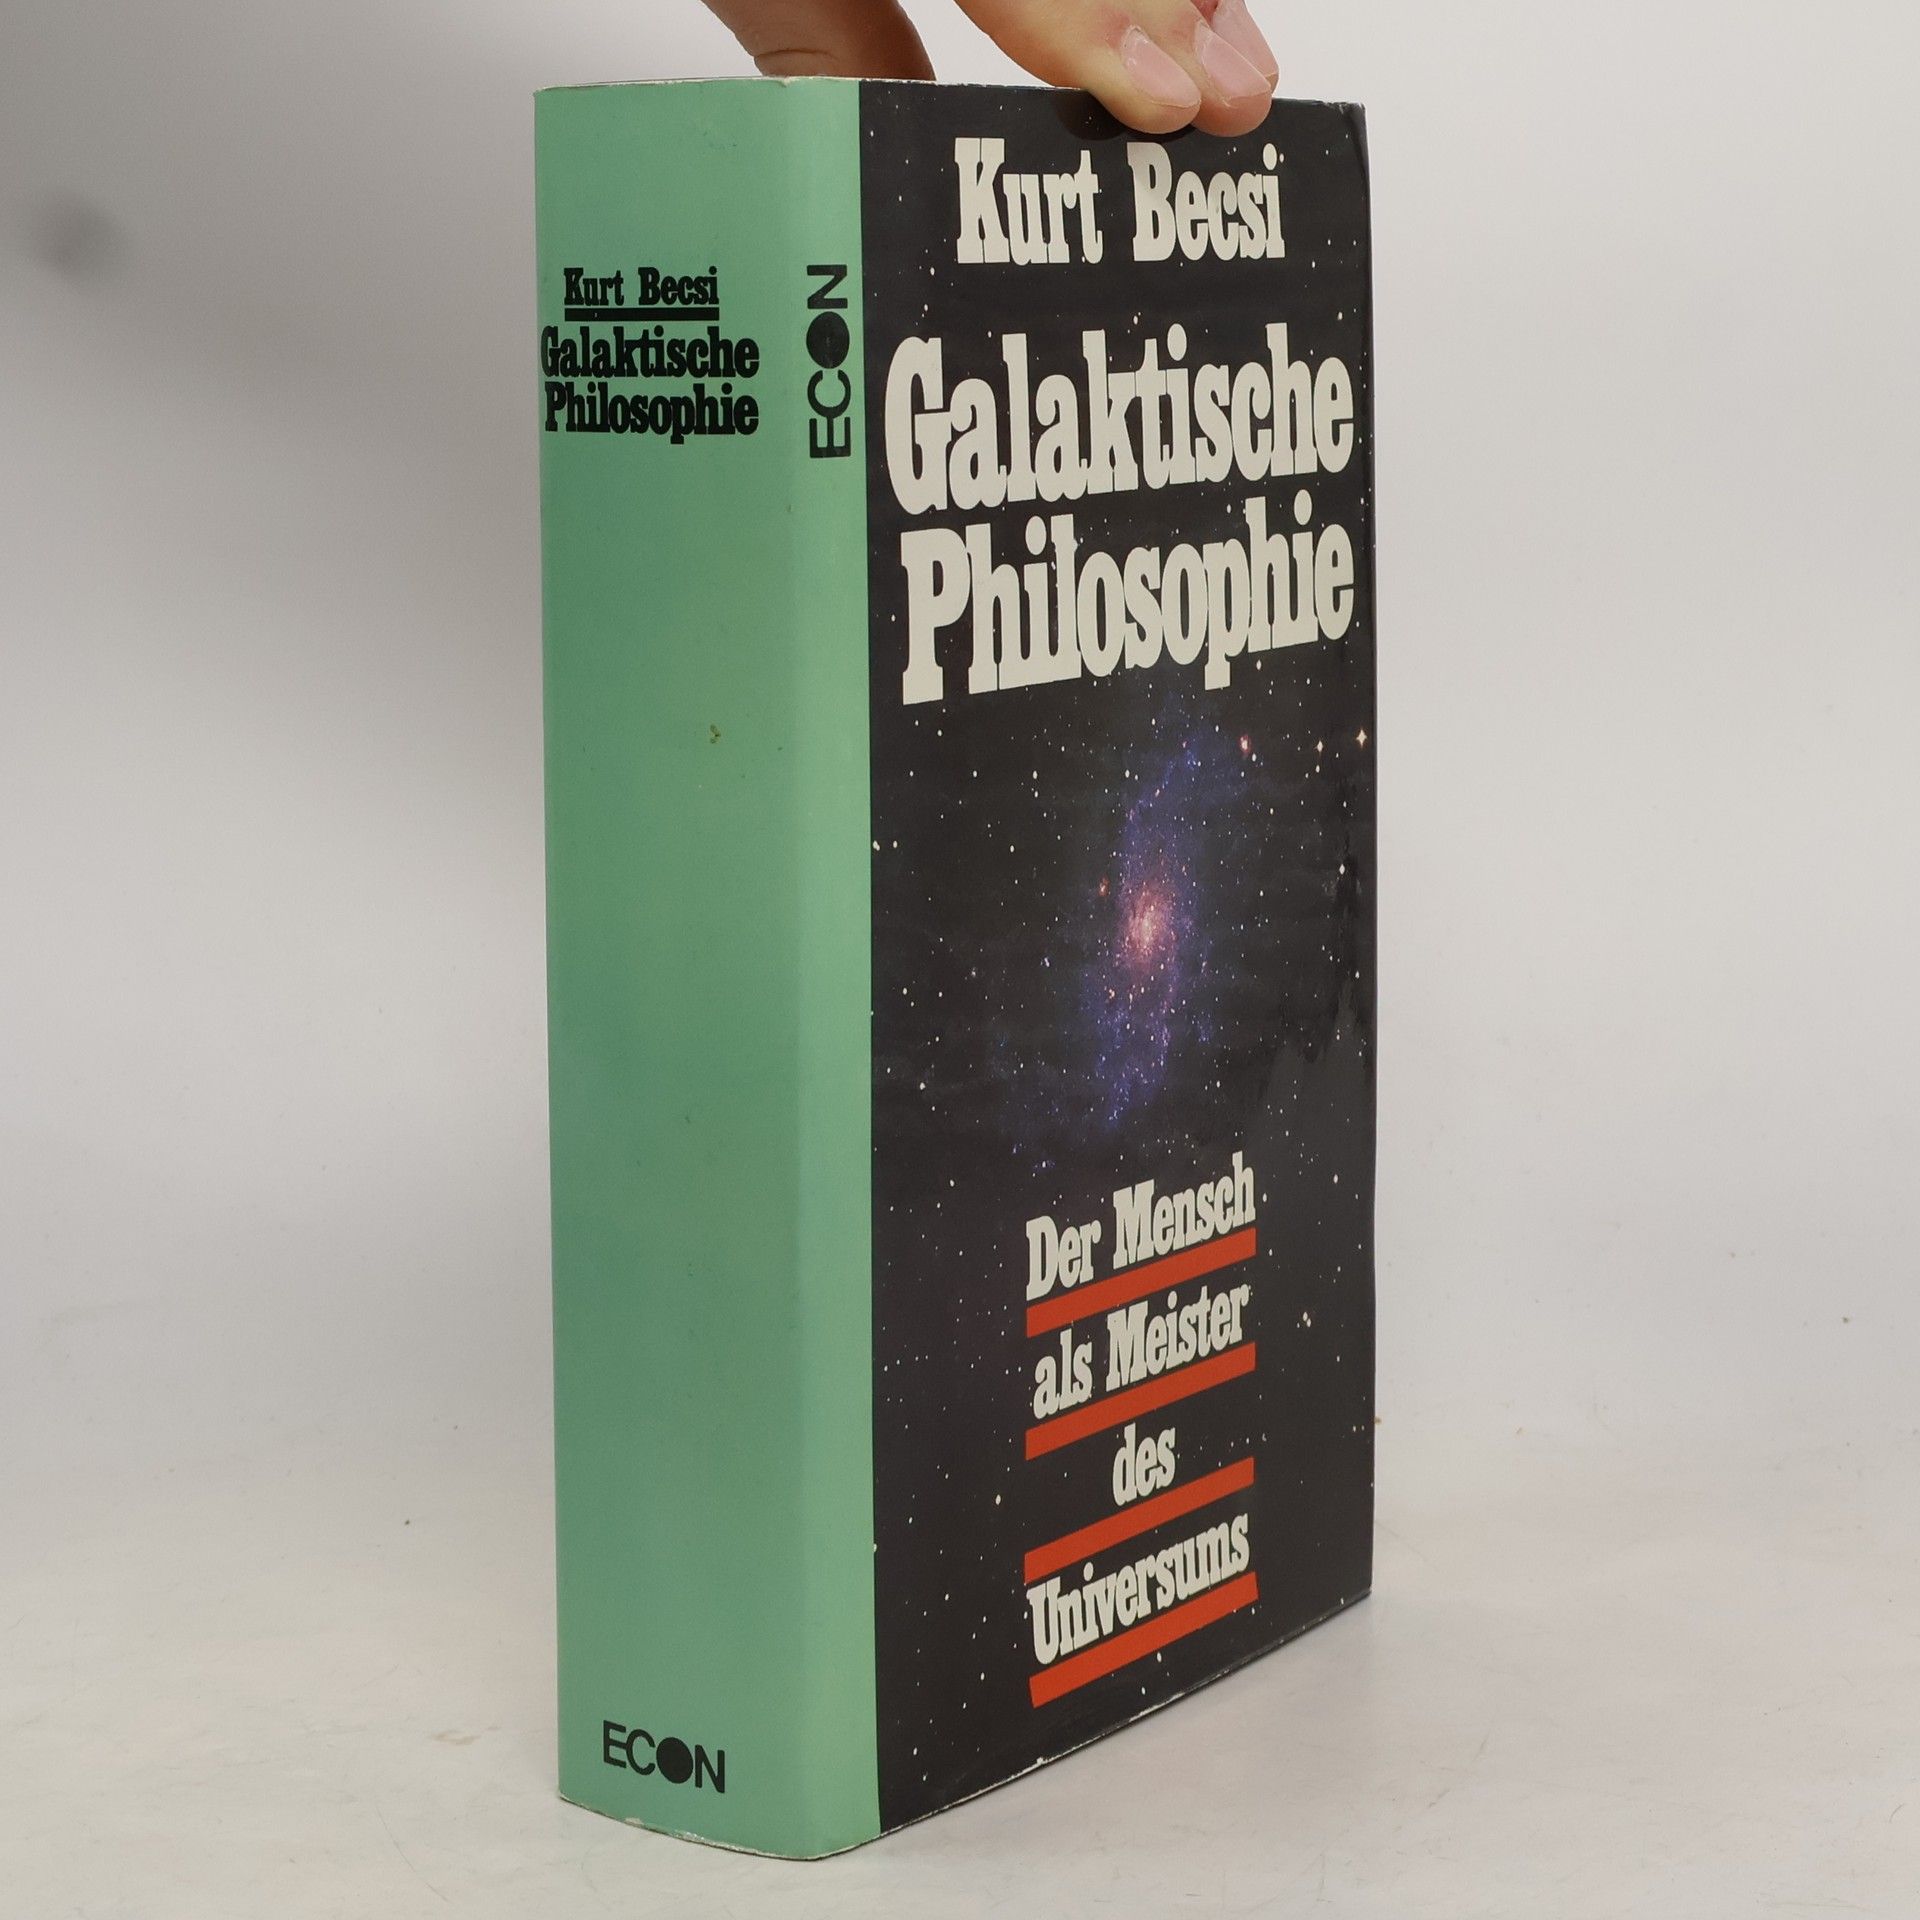 Kurt Becsi
Galaktische
Philosophie
ECON
ECON
Kurt Becsi
Galaktische
Philosophie
Der Mensch
als Meister
des
Universums